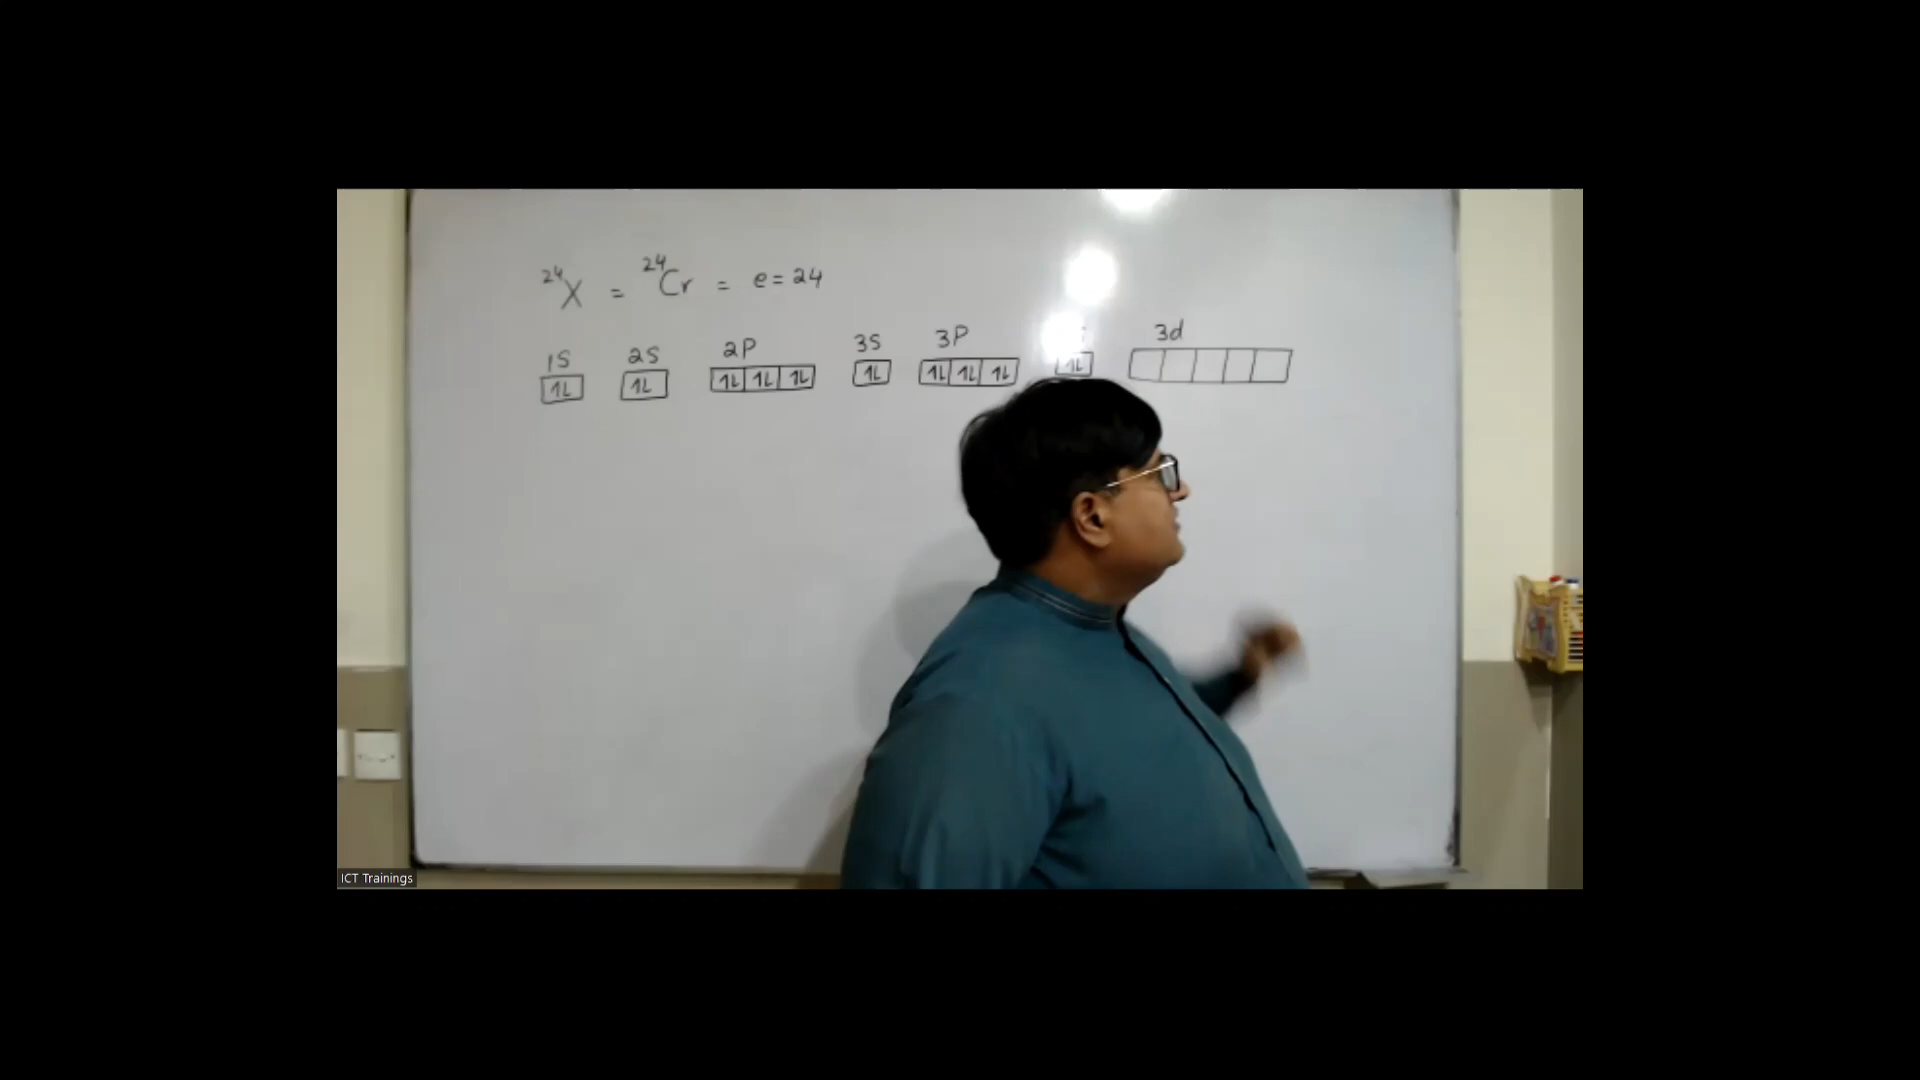 24X = 24Cr = e = 24
1S 2S 2P 3S 3P 3d
1L 1L 1L 1L 1L 1L 1L 1L 1L 1L
ICT Trainings